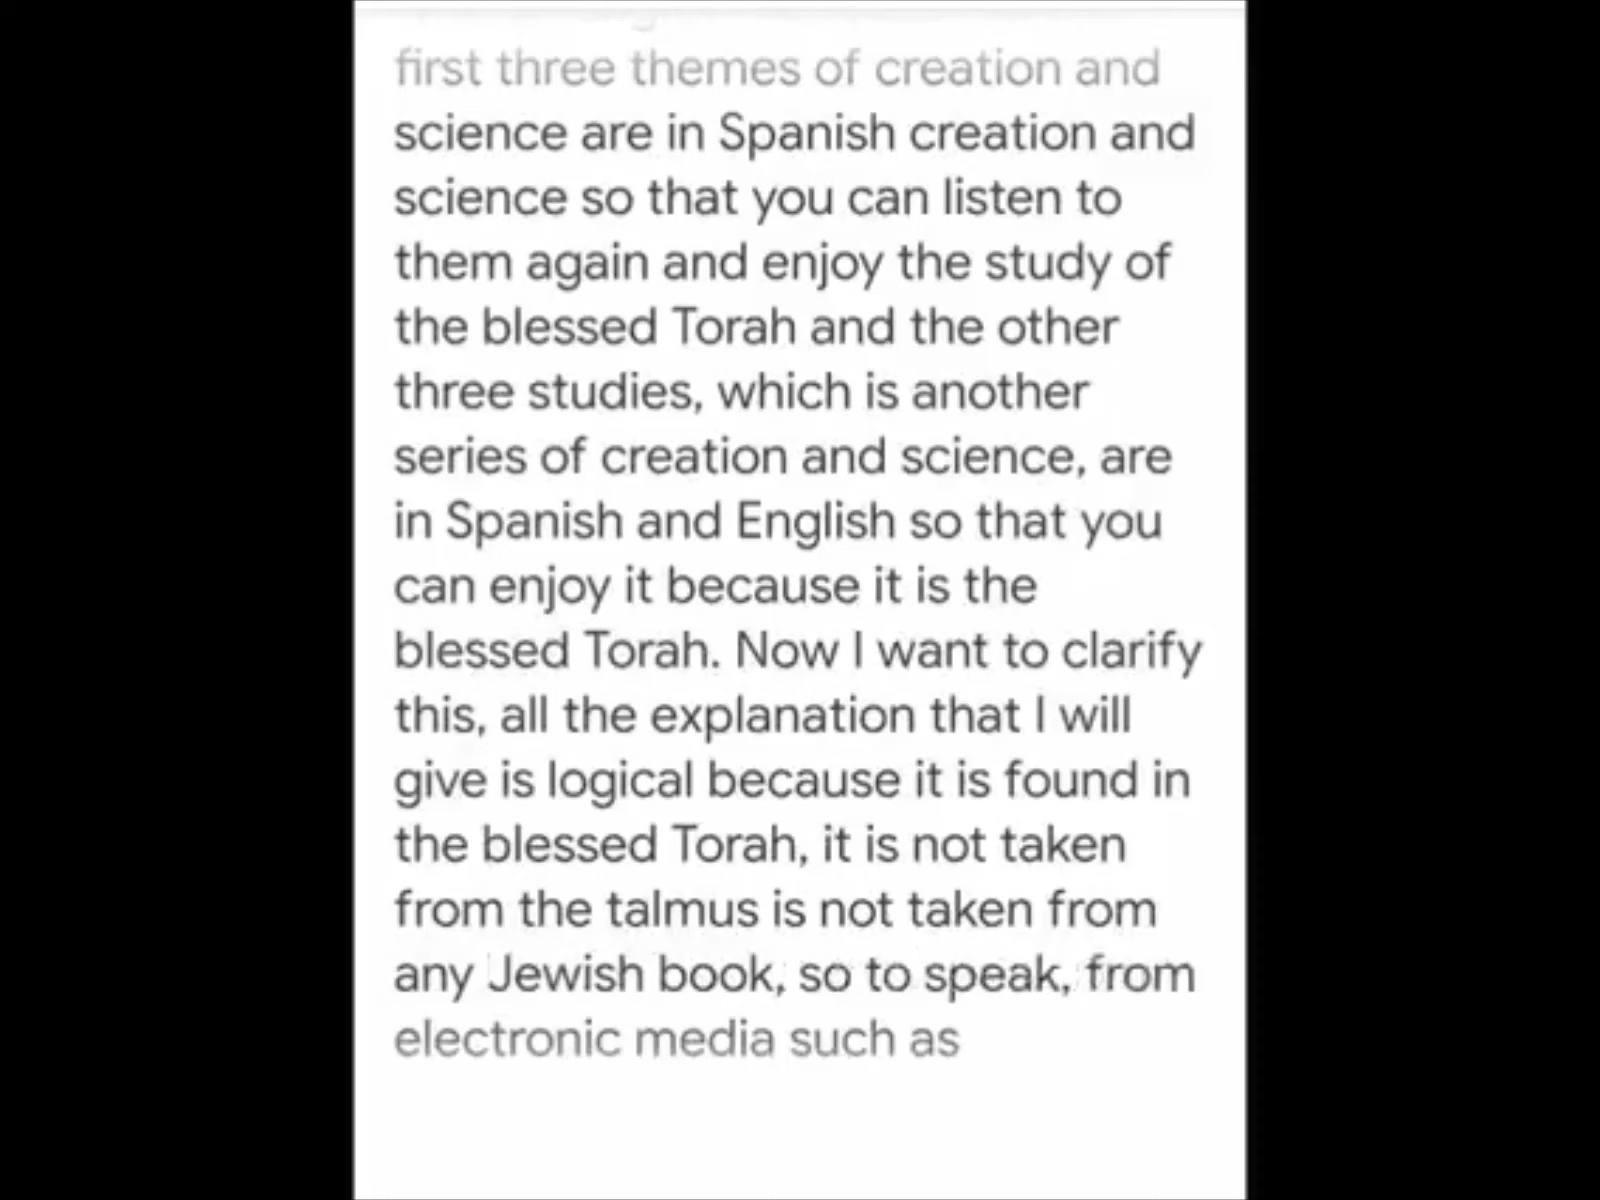 first three themes of creation and
science are in Spanish creation and
science so that you can listen to
them again and enjoy the study of
the blessed Torah and the other
three studies, which is another
series of creation and science, are
in Spanish and English so that you
can enjoy it because it is the
blessed Torah. Now I want to clarify
this, all the explanation that I will
give is logical because it is found in
the blessed Torah, it is not taken
from the talmus is not taken from
any Jewish book, so to speak, from
electronic media such as